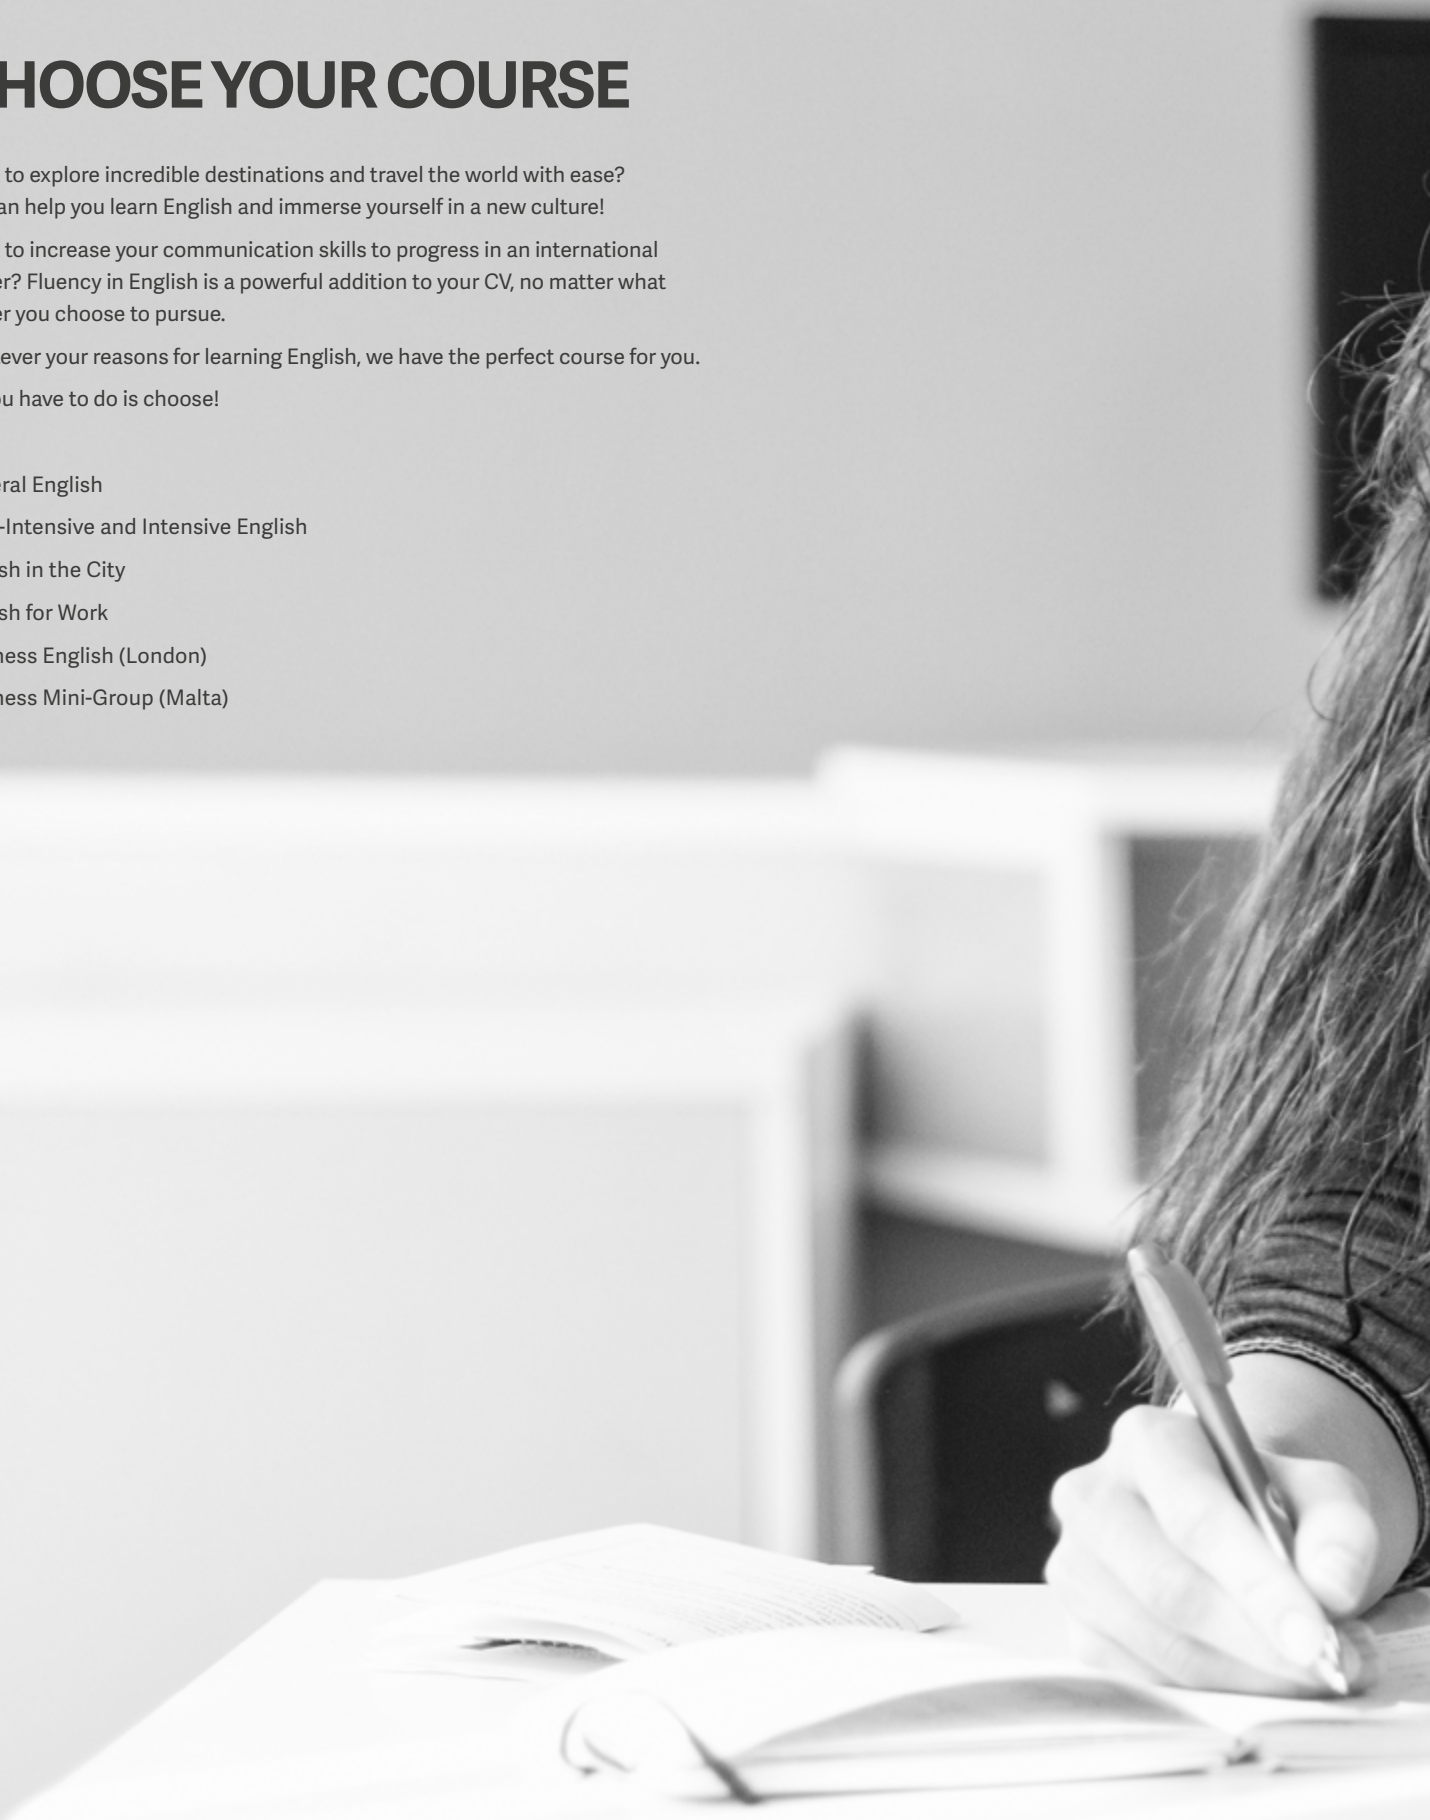 HOOSE YOUR COURSE
to explore incredible destinations and travel the world with ease?
an help you learn English and immerse yourself in a new culture!
to increase your communication skills to progress in an international
er? Fluency in English is a powerful addition to your CV, no matter what
er you choose to pursue.
ever your reasons for learning English, we have the perfect course for you.
ou have to do is choose!
eral English
-Intensive and Intensive English
sh in the City
sh for Work
ness English (London)
ness Mini-Group (Malta)